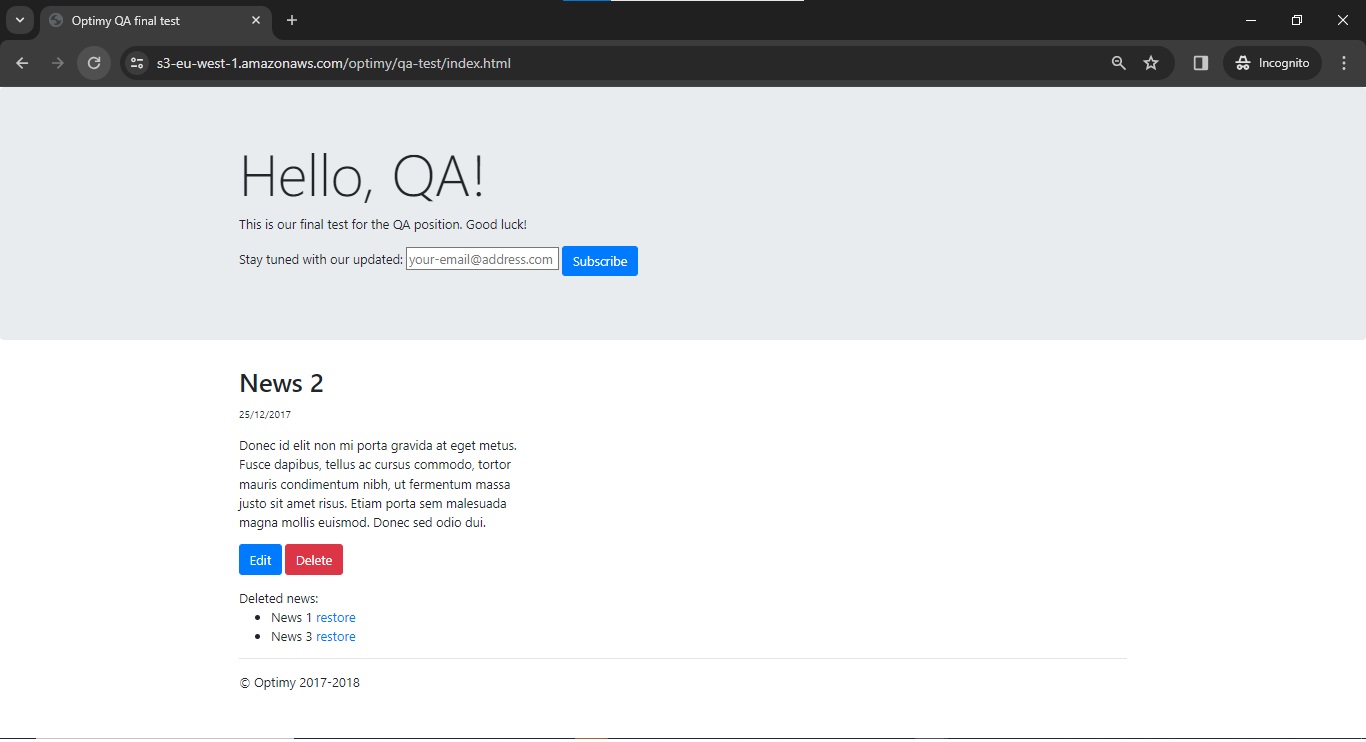 Optimy QA final test
s3-eu-west-1.amazonaws.com/optimy/qa-test/index.html
Incognito
Hello, QA!
This is our final test for the QA position. Good luck!
Stay tuned with our updated: your-email@address.com Subscribe
News 2
25/12/2017
Donec id elit non mi porta gravida at eget metus.
Fusce dapibus, tellus ac cursus commodo, tortor
mauris condimentum nibh, ut fermentum massa
justo sit amet risus. Etiam porta sem malesuada
magna mollis euismod. Donec sed odio dui.
Edit Delete
Deleted news:
• News 1 restore
• News 3 restore
© Optimy 2017-2018